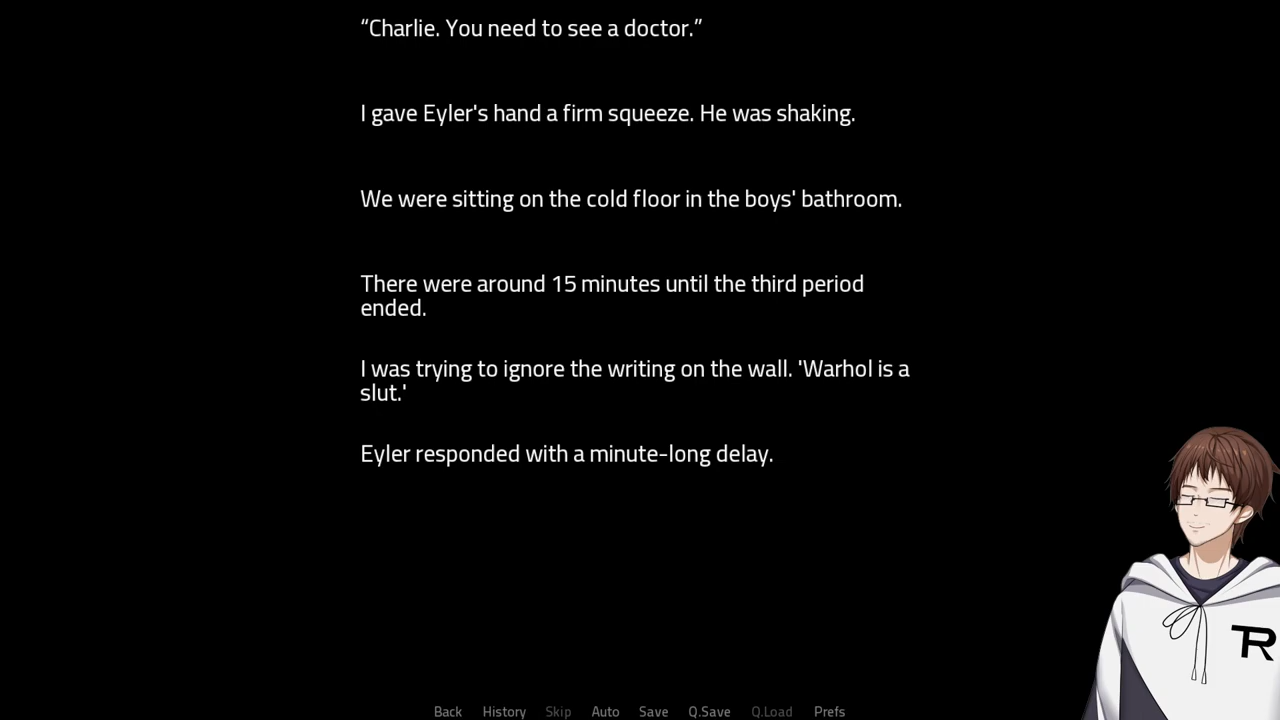 “Charlie. You need to see a doctor.”
I gave Eyler's hand a firm squeeze. He was shaking.
We were sitting on the cold floor in the boys' bathroom.
There were around 15 minutes until the third period
ended.
I was trying to ignore the writing on the wall. 'Warhol is a
slut.'
Eyler responded with a minute-long delay.
TR
Back History Skip Auto Save Q.Save Q.Load Prefs